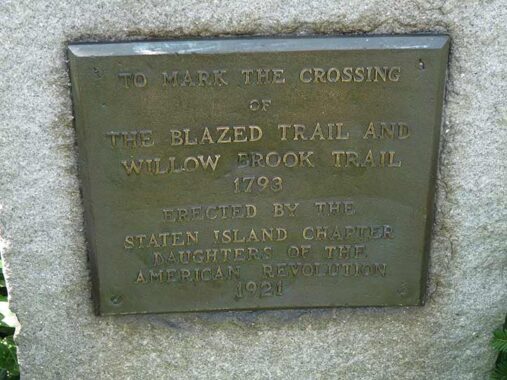 TO MARK THE CROSSING
OF
THE BLAZED TRAIL AND
WILLOW BROOK TRAIL
1793
ERECTED BY THE
STATEN ISLAND CHAPTER
DAUGHTERS OF THE
AMERICAN REVOLUTION
1921